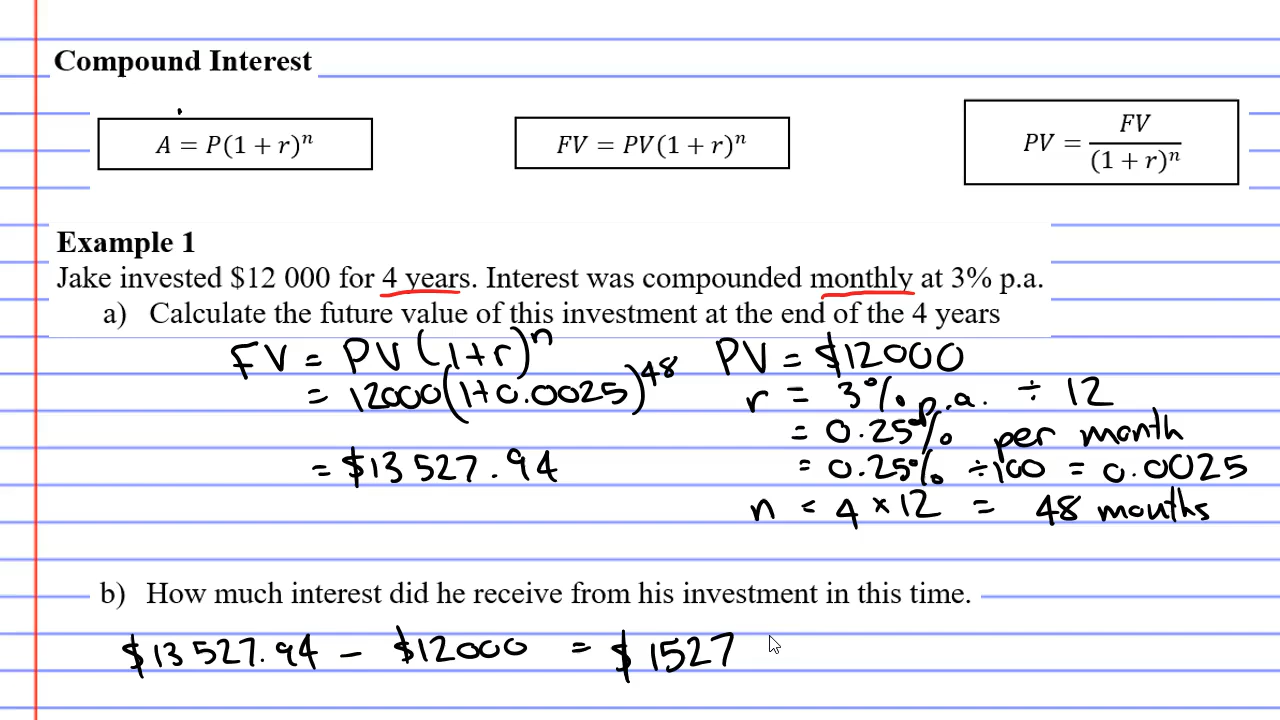 Compound Interest
A = P(1 + r)ⁿ
FV = PV(1 + r)ⁿ
PV = FV / (1 + r)ⁿ
Example 1
Jake invested $12 000 for 4 years. Interest was compounded monthly at 3% p.a.
a) Calculate the future value of this investment at the end of the 4 years
FV = PV(1+r)ⁿ
= 12000(1+0.0025)⁴⁸
= $13 527.94
PV = $12000
r = 3% p.a. ÷ 12
= 0.25% per month
= 0.25% ÷100 = 0.0025
n = 4 × 12 = 48 months
b) How much interest did he receive from his investment in this time.
$13 527.94 – $12000 = $1527